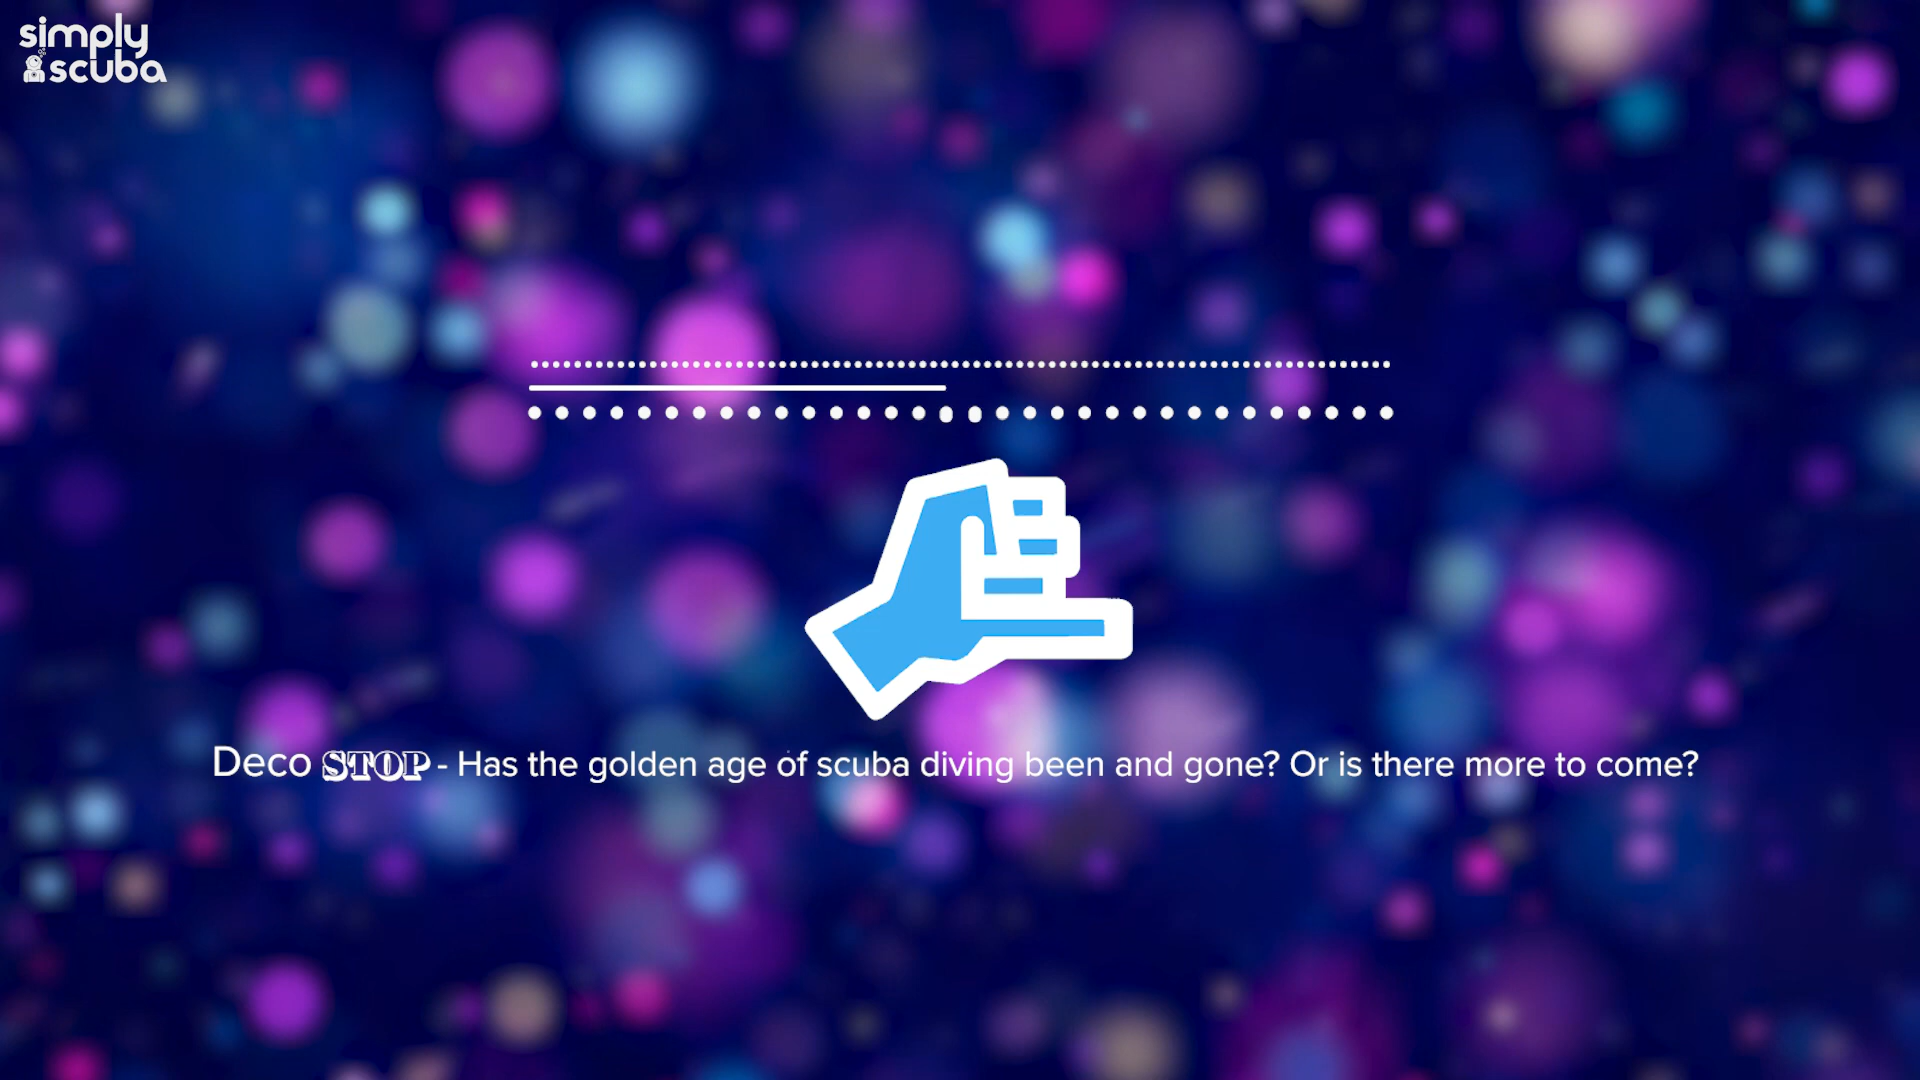 simply
scuba
Deco STOP - Has the golden age of scuba diving been and gone? Or is there more to come?